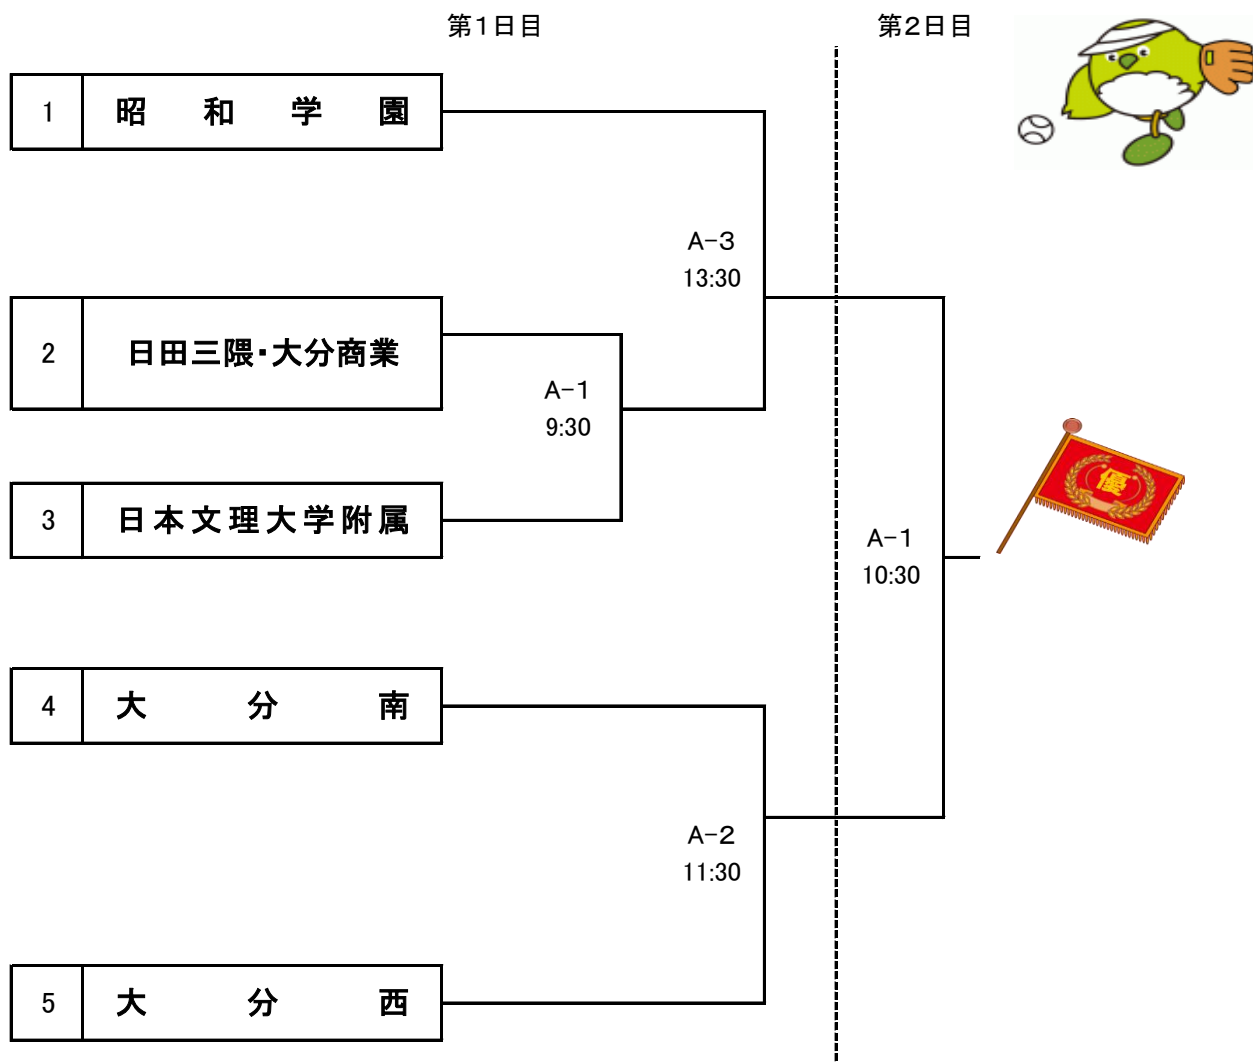 第1日目
第2日目
1 昭和学園
A-3
13:30
2 日田三隈・大分商業
A-1
9:30
3 日本文理大学附属
優
A-1
10:30
4 大分南
A-2
11:30
5 大分西